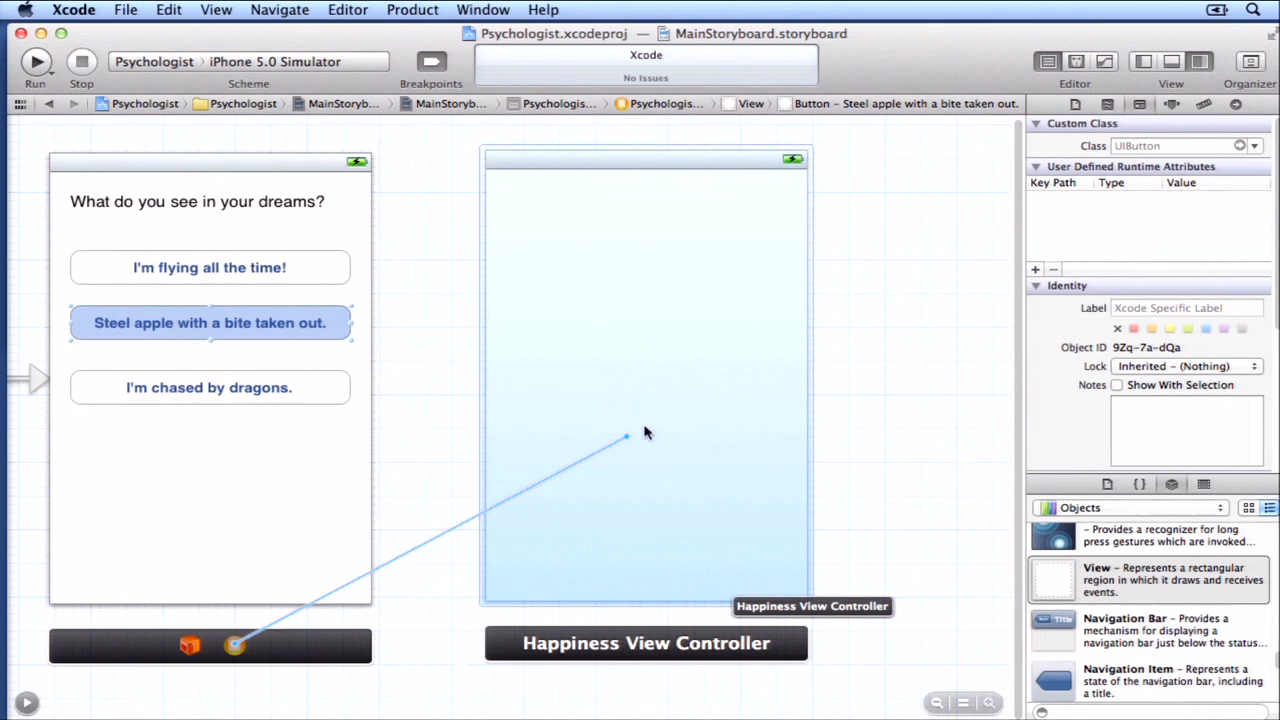 Xcode File Edit View Navigate Editor Product Window Help
Psychologist.xcodeproj — MainStoryboard.storyboard
Psychologist › iPhone 5.0 Simulator
Xcode
No Issues
Run Stop Scheme Breakpoints Editor View Organizer
Psychologist Psychologist MainStoryb... MainStoryb... Psychologis... Psychologis... View Button – Steel apple with a bite taken out.
What do you see in your dreams?
I'm flying all the time!
Steel apple with a bite taken out.
I'm chased by dragons.
Happiness View Controller
Happiness View Controller
Custom Class
Class UIButton
User Defined Runtime Attributes
Key Path Type Value
Identity
Label Xcode Specific Label
Object ID 9Zq-7a-dQa
Lock Inherited – (Nothing)
Notes Show With Selection
Objects
– Provides a recognizer for long
press gestures which are invoked...
View – Represents a rectangular
region in which it draws and receives
events.
Navigation Bar – Provides a
mechanism for displaying a
navigation bar just below the status...
Navigation Item – Represents a
state of the navigation bar, including
a title.
Title